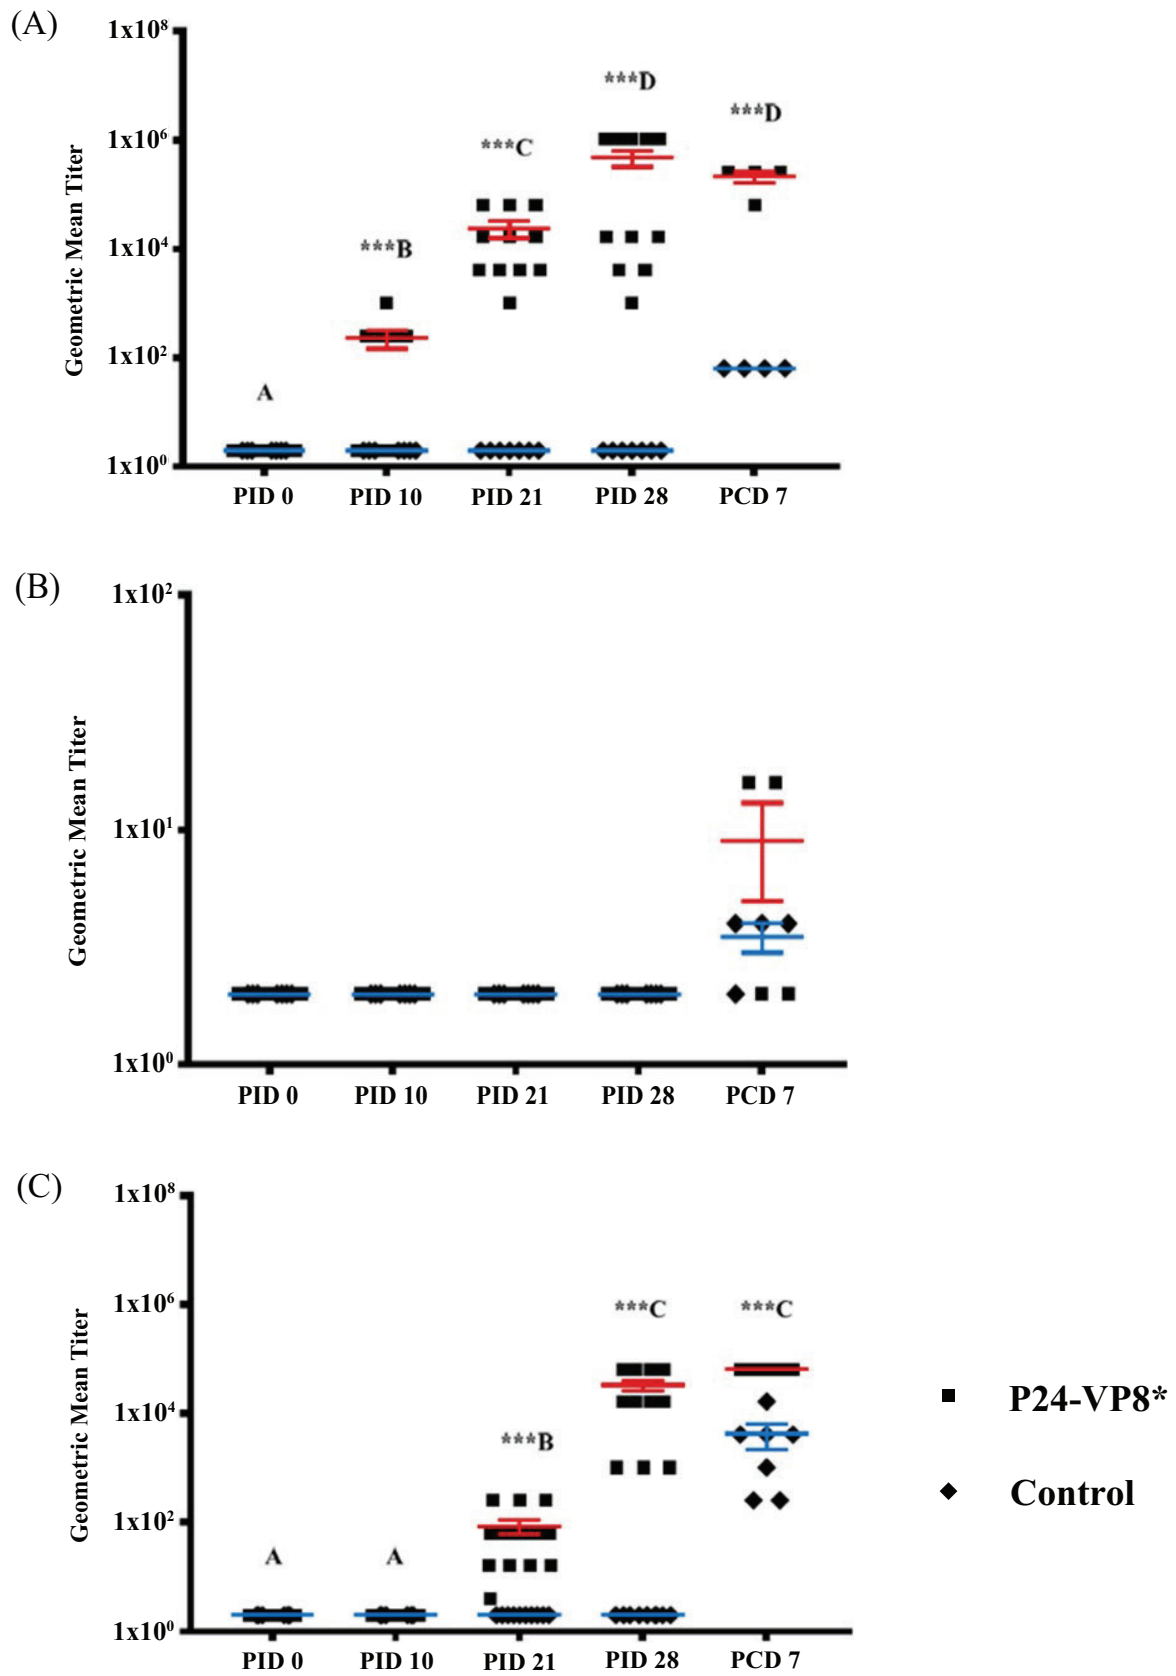 (A)
1x10⁸
1x10⁶
1x10⁴
1x10²
1x10⁰
Geometric Mean Titer
A
***B
***C
***D
***D
PID 0 PID 10 PID 21 PID 28 PCD 7
(B)
1x10²
1x10¹
1x10⁰
Geometric Mean Titer
PID 0 PID 10 PID 21 PID 28 PCD 7
(C)
1x10⁸
1x10⁶
1x10⁴
1x10²
1x10⁰
Geometric Mean Titer
A
A
***B
***C
***C
PID 0 PID 10 PID 21 PID 28 PCD 7
P24-VP8*
Control